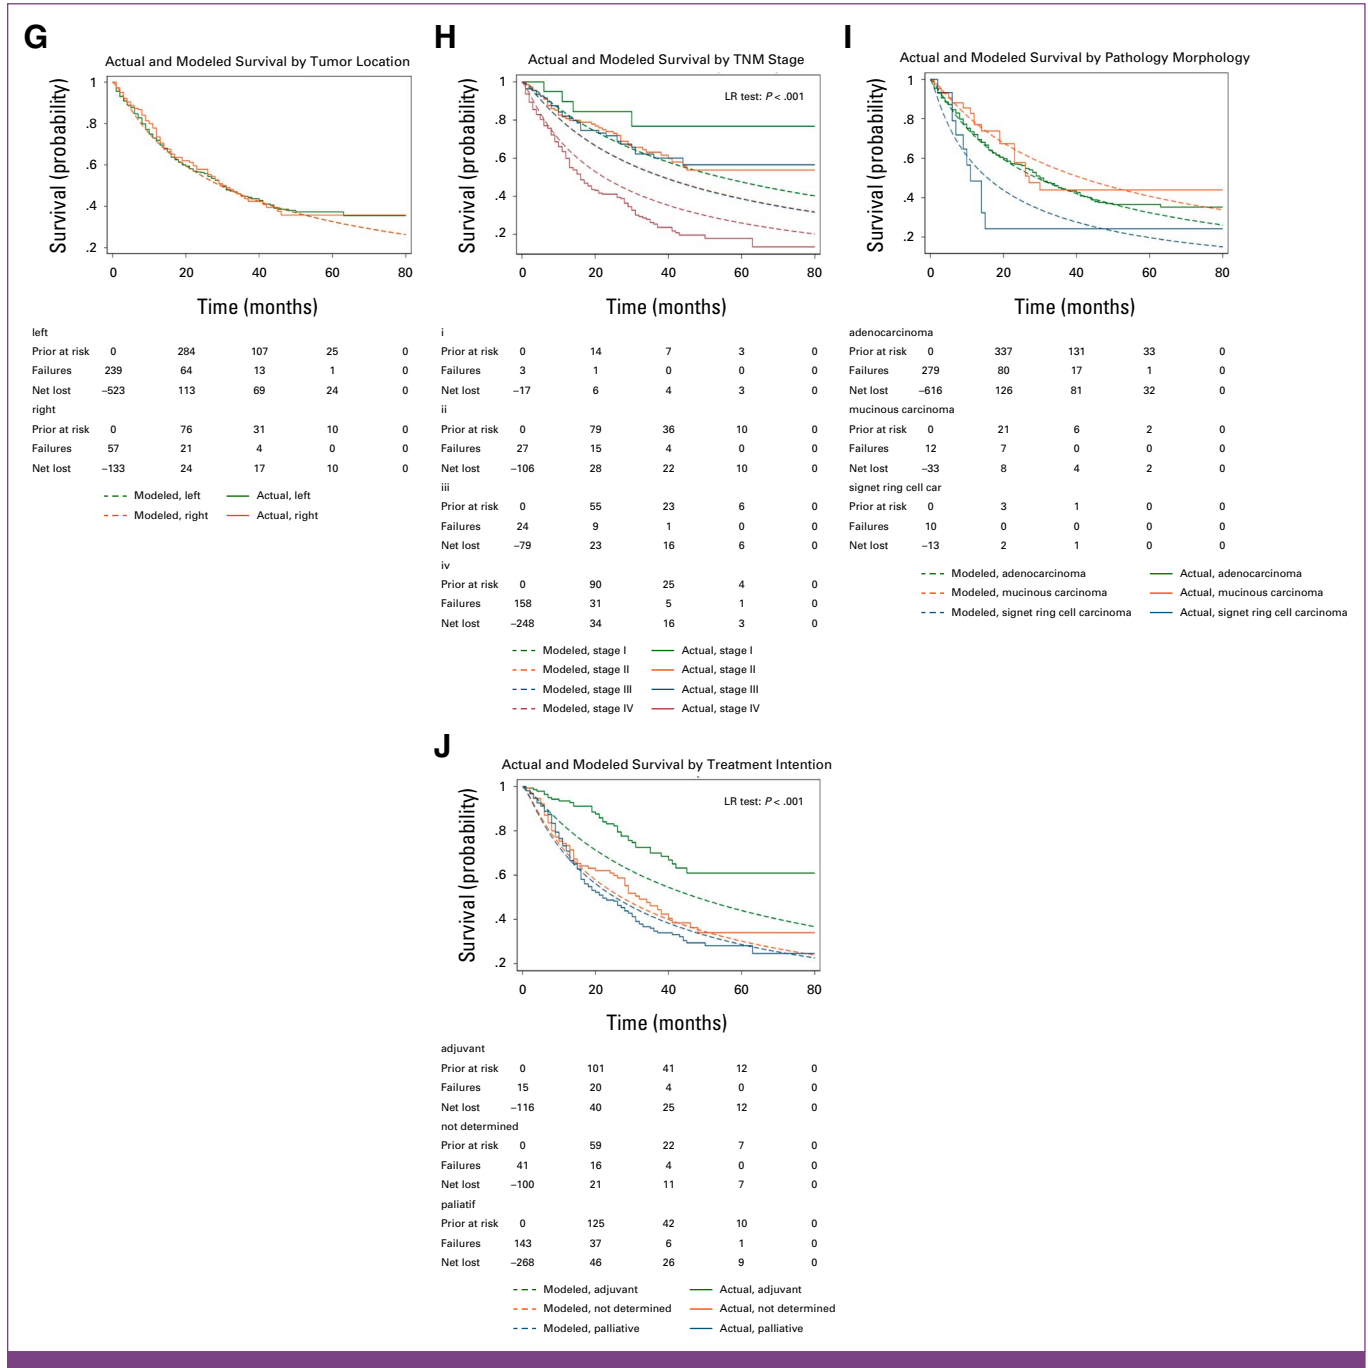 G
Actual and Modeled Survival by Tumor Location
Survival (probability)
1
.8
.6
.4
.2
0 20 40 60 80
Time (months)
left
Prior at risk 0 284 107 25 0
Failures 239 64 13 1 0
Net lost −523 113 69 24 0
right
Prior at risk 0 76 31 10 0
Failures 57 21 4 0 0
Net lost −133 24 17 10 0
Modeled, left Actual, left
Modeled, right Actual, right
H
Actual and Modeled Survival by TNM Stage
LR test: P < .001
Survival (probability)
1
.8
.6
.4
.2
0 20 40 60 80
Time (months)
i
Prior at risk 0 14 7 3 0
Failures 3 1 0 0 0
Net lost −17 6 4 3 0
ii
Prior at risk 0 79 36 10 0
Failures 27 15 4 0 0
Net lost −106 28 22 10 0
iii
Prior at risk 0 55 23 6 0
Failures 24 9 1 0 0
Net lost −79 23 16 6 0
iv
Prior at risk 0 90 25 4 0
Failures 158 31 5 1 0
Net lost −248 34 16 3 0
Modeled, stage I Actual, stage I
Modeled, stage II Actual, stage II
Modeled, stage III Actual, stage III
Modeled, stage IV Actual, stage IV
I
Actual and Modeled Survival by Pathology Morphology
Survival (probability)
1
.8
.6
.4
.2
0 20 40 60 80
Time (months)
adenocarcinoma
Prior at risk 0 337 131 33 0
Failures 279 80 17 1 0
Net lost −616 126 81 32 0
mucinous carcinoma
Prior at risk 0 21 6 2 0
Failures 12 7 0 0 0
Net lost −33 8 4 2 0
signet ring cell car
Prior at risk 0 3 1 0 0
Failures 10 0 0 0 0
Net lost −13 2 1 0 0
Modeled, adenocarcinoma Actual, adenocarcinoma
Modeled, mucinous carcinoma Actual, mucinous carcinoma
Modeled, signet ring cell carcinoma Actual, signet ring cell carcinoma
J
Actual and Modeled Survival by Treatment Intention
LR test: P < .001
Survival (probability)
1
.8
.6
.4
.2
0 20 40 60 80
Time (months)
adjuvant
Prior at risk 0 101 41 12 0
Failures 15 20 4 0 0
Net lost −116 40 25 12 0
not determined
Prior at risk 0 59 22 7 0
Failures 41 16 4 0 0
Net lost −100 21 11 7 0
paliatif
Prior at risk 0 125 42 10 0
Failures 143 37 6 1 0
Net lost −268 46 26 9 0
Modeled, adjuvant Actual, adjuvant
Modeled, not determined Actual, not determined
Modeled, palliative Actual, palliative